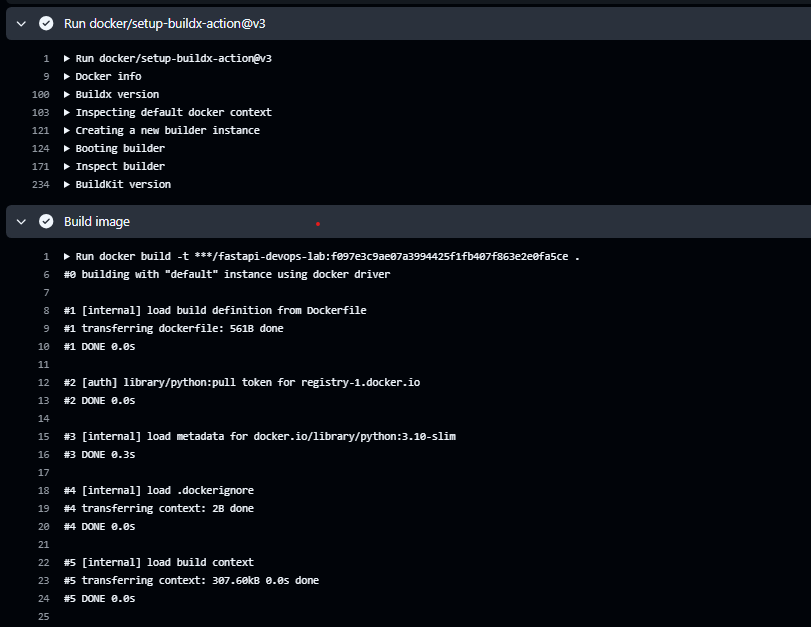 Run docker/setup-buildx-action@v3
1 ▶ Run docker/setup-buildx-action@v3
9 ▶ Docker info
100 ▶ Buildx version
103 ▶ Inspecting default docker context
121 ▶ Creating a new builder instance
124 ▶ Booting builder
171 ▶ Inspect builder
234 ▶ BuildKit version
Build image
1 ▶ Run docker build -t ***/fastapi-devops-lab:f097e3c9ae07a3994425f1fb407f863e2e0fa5ce .
6 #0 building with "default" instance using docker driver
7
8 #1 [internal] load build definition from Dockerfile
9 #1 transferring dockerfile: 561B done
10 #1 DONE 0.0s
11
12 #2 [auth] library/python:pull token for registry-1.docker.io
13 #2 DONE 0.0s
14
15 #3 [internal] load metadata for docker.io/library/python:3.10-slim
16 #3 DONE 0.3s
17
18 #4 [internal] load .dockerignore
19 #4 transferring context: 2B done
20 #4 DONE 0.0s
21
22 #5 [internal] load build context
23 #5 transferring context: 307.60kB 0.0s done
24 #5 DONE 0.0s
25